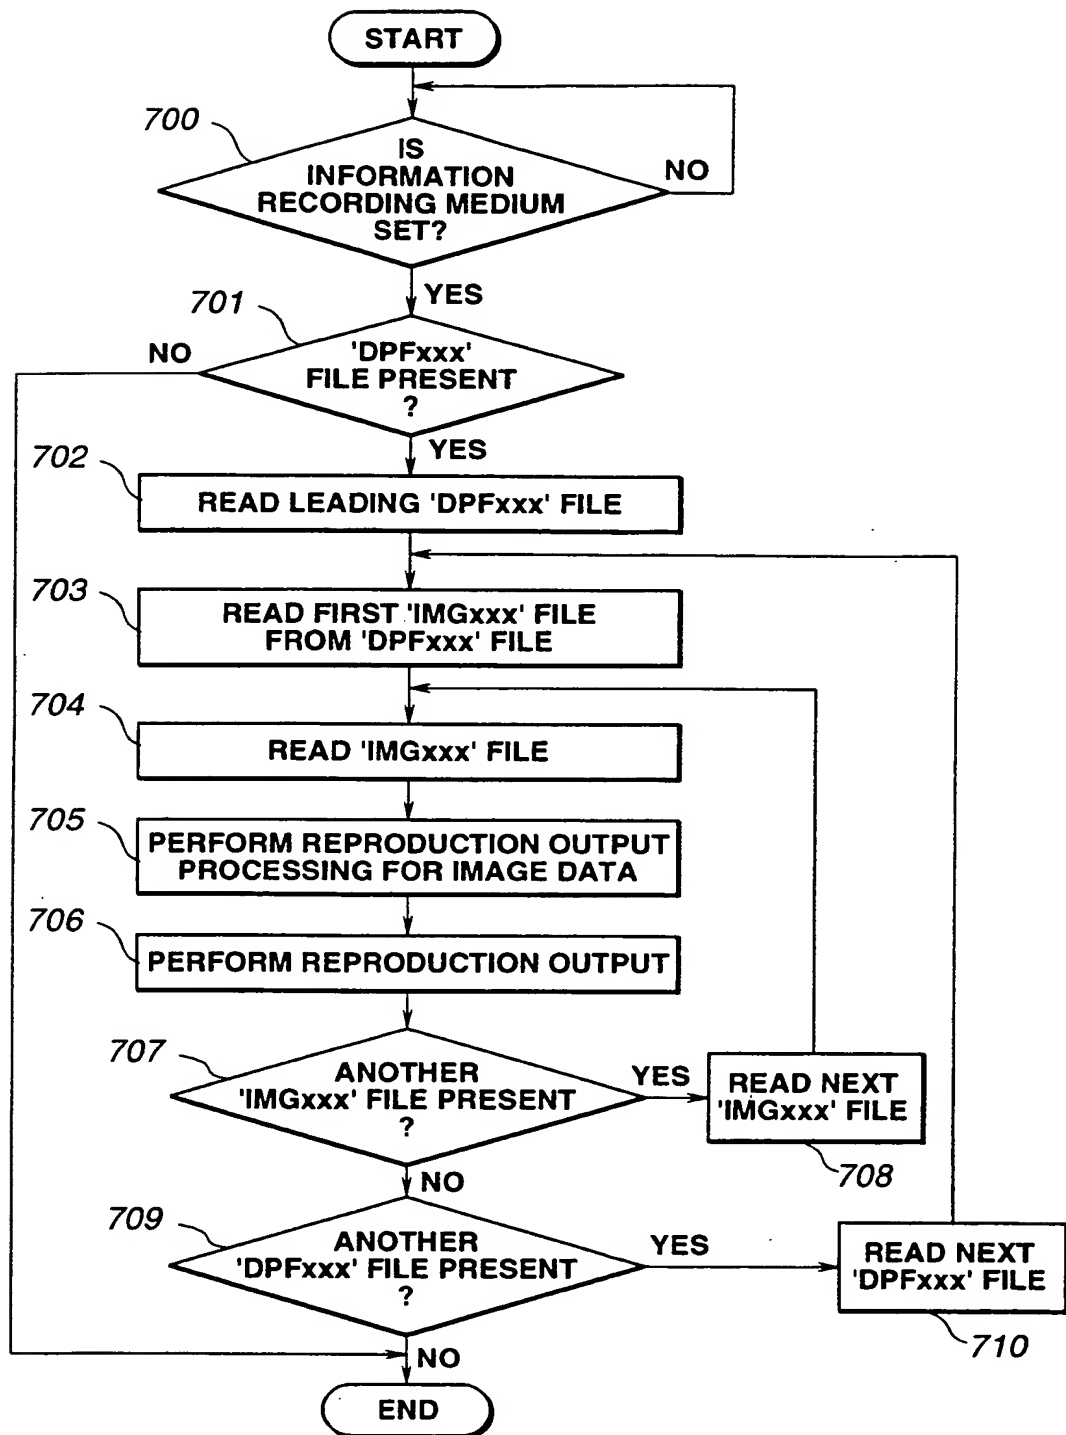 START
700
IS
INFORMATION
RECORDING MEDIUM
SET?
NO
YES
701
NO
'DPFxxx'
FILE PRESENT
?
YES
702
READ LEADING 'DPFxxx' FILE
703
READ FIRST 'IMGxxx' FILE
FROM 'DPFxxx' FILE
704
READ 'IMGxxx' FILE
705
PERFORM REPRODUCTION OUTPUT
PROCESSING FOR IMAGE DATA
706
PERFORM REPRODUCTION OUTPUT
707
ANOTHER
'IMGxxx' FILE PRESENT
?
YES
READ NEXT
'IMGxxx' FILE
708
NO
709
ANOTHER
'DPFxxx' FILE PRESENT
?
YES
READ NEXT
'DPFxxx' FILE
710
NO
END